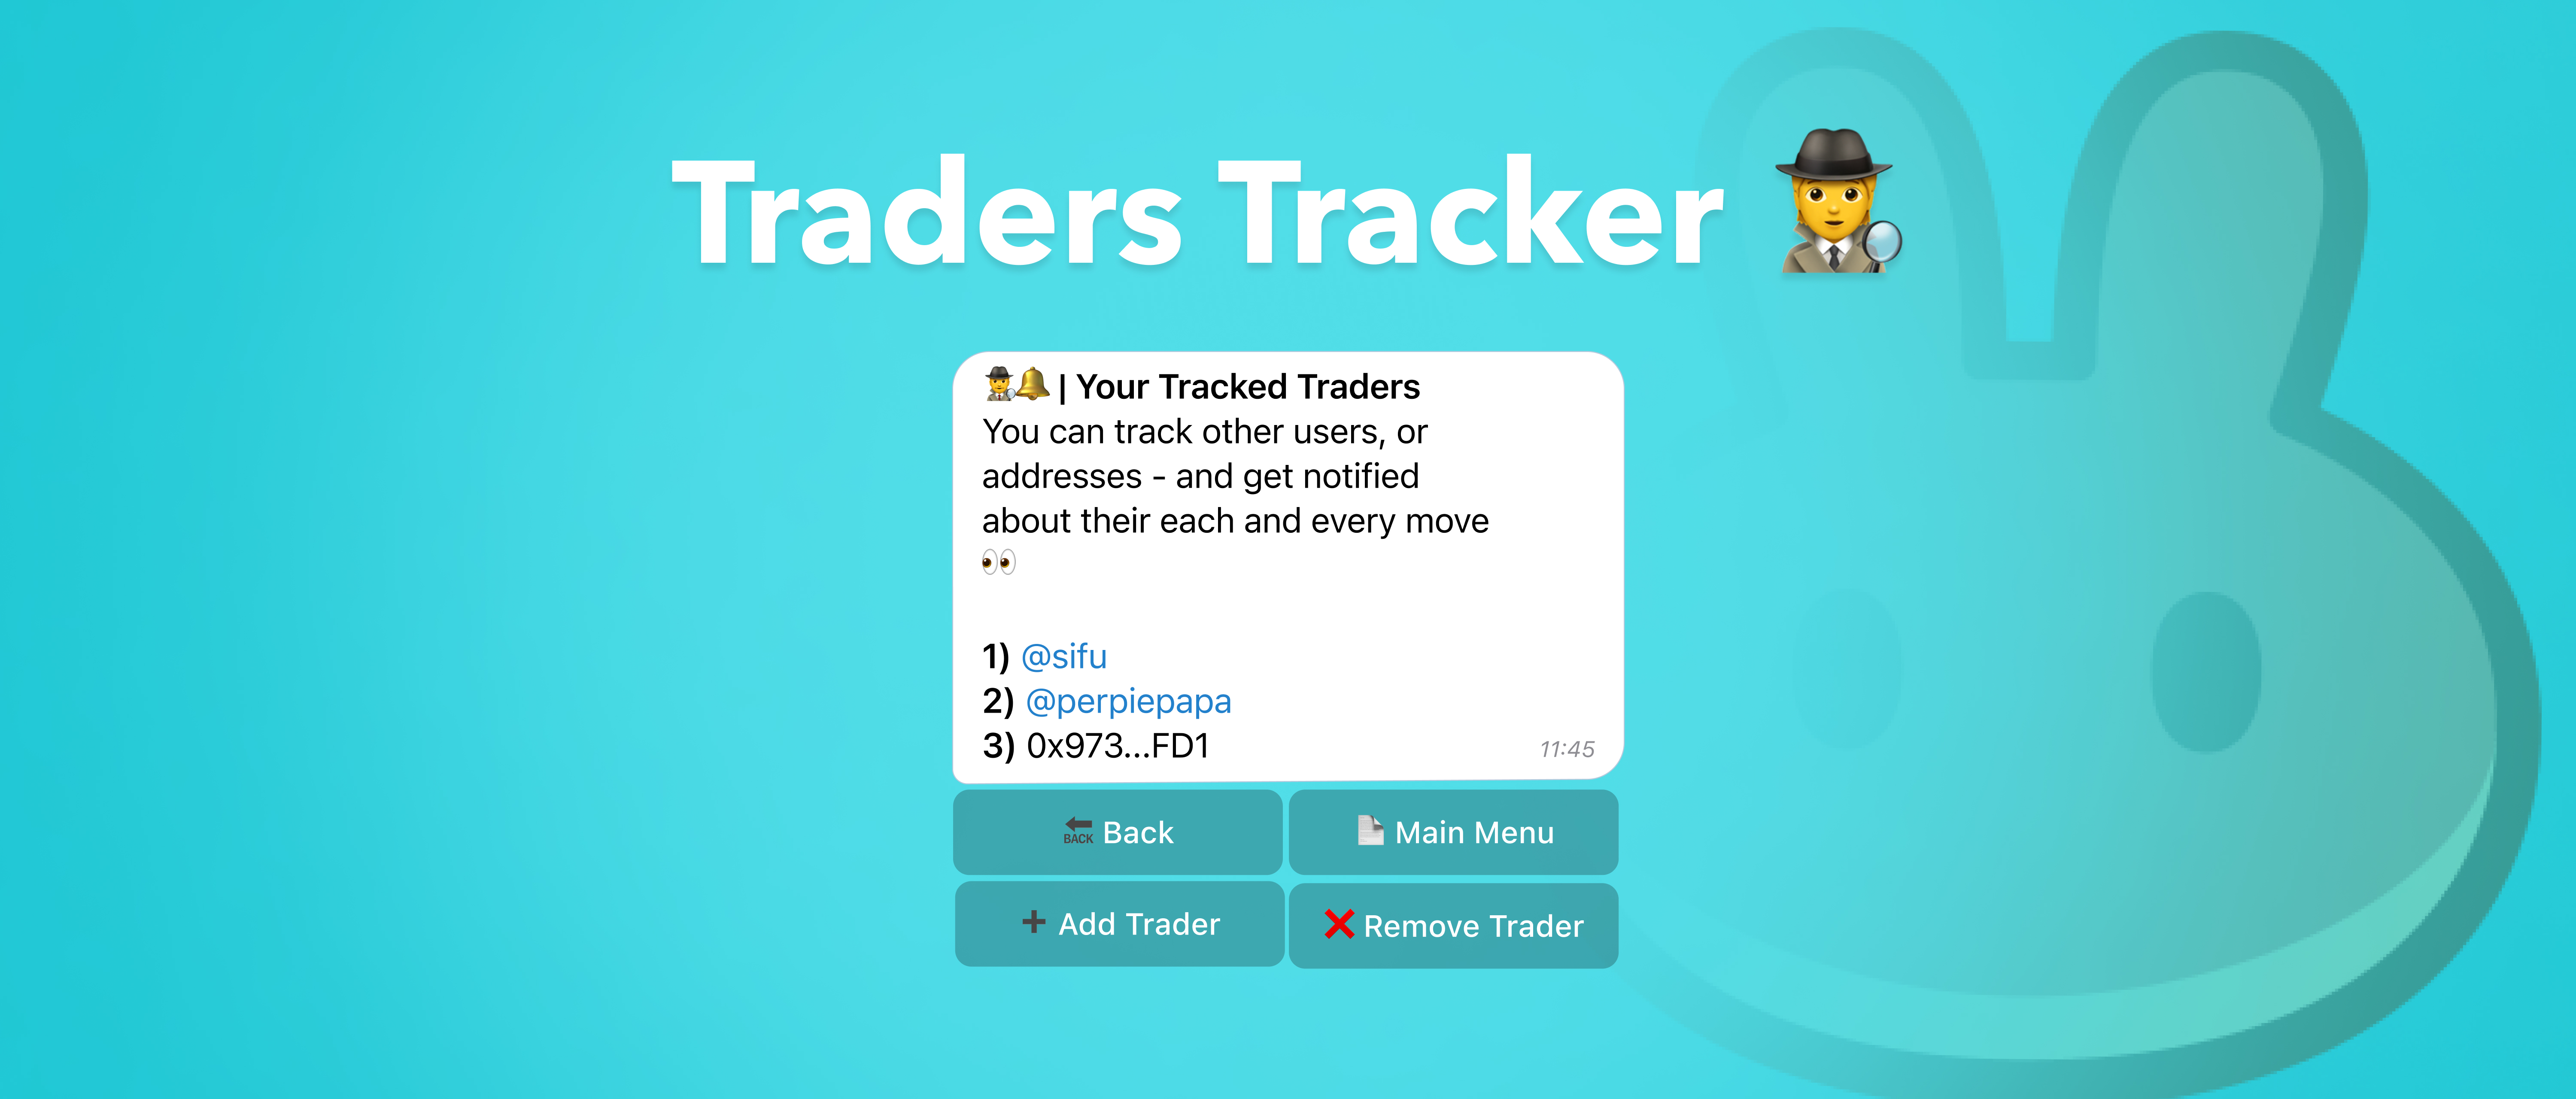 Traders Tracker 🕵️
🕵️🔔 | Your Tracked Traders
You can track other users, or
addresses - and get notified
about their each and every move
👀
1) @sifu
2) @perpiepapa
3) 0x973...FD1
11:45
🔙 Back
📄 Main Menu
➕ Add Trader
❌ Remove Trader